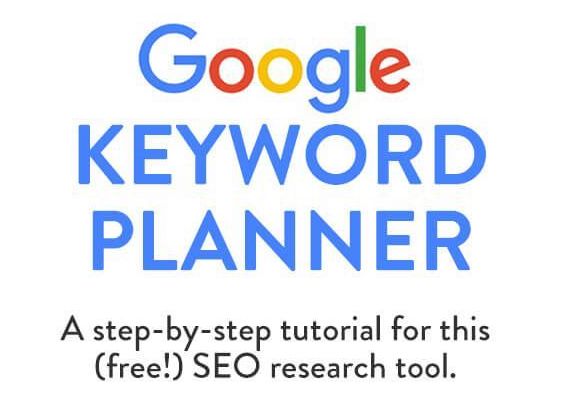 Google
KEYWORD
PLANNER
A step-by-step tutorial for this
(free!) SEO research tool.